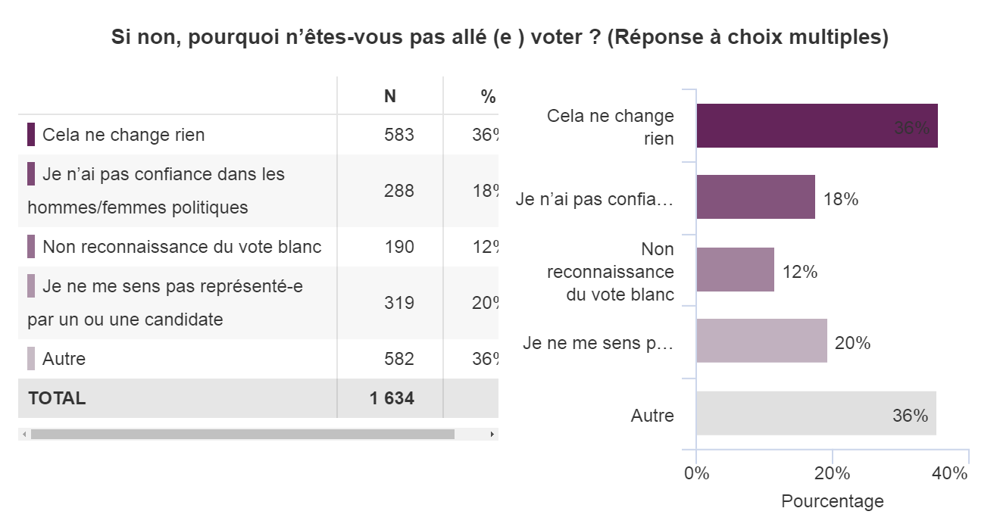 Si non, pourquoi n’êtes-vous pas allé (e ) voter ? (Réponse à choix multiples)
N %
Cela ne change rien 583 36%
Je n’ai pas confiance dans les
hommes/femmes politiques
288 18%
Non reconnaissance du vote blanc 190 12%
Je ne me sens pas représenté-e
par un ou une candidate
319 20%
Autre 582 36%
TOTAL 1 634
Cela ne change
rien
36%
Je n’ai pas confia…
18%
Non
reconnaissance
du vote blanc
12%
Je ne me sens p…
20%
Autre
36%
0% 20% 40%
Pourcentage